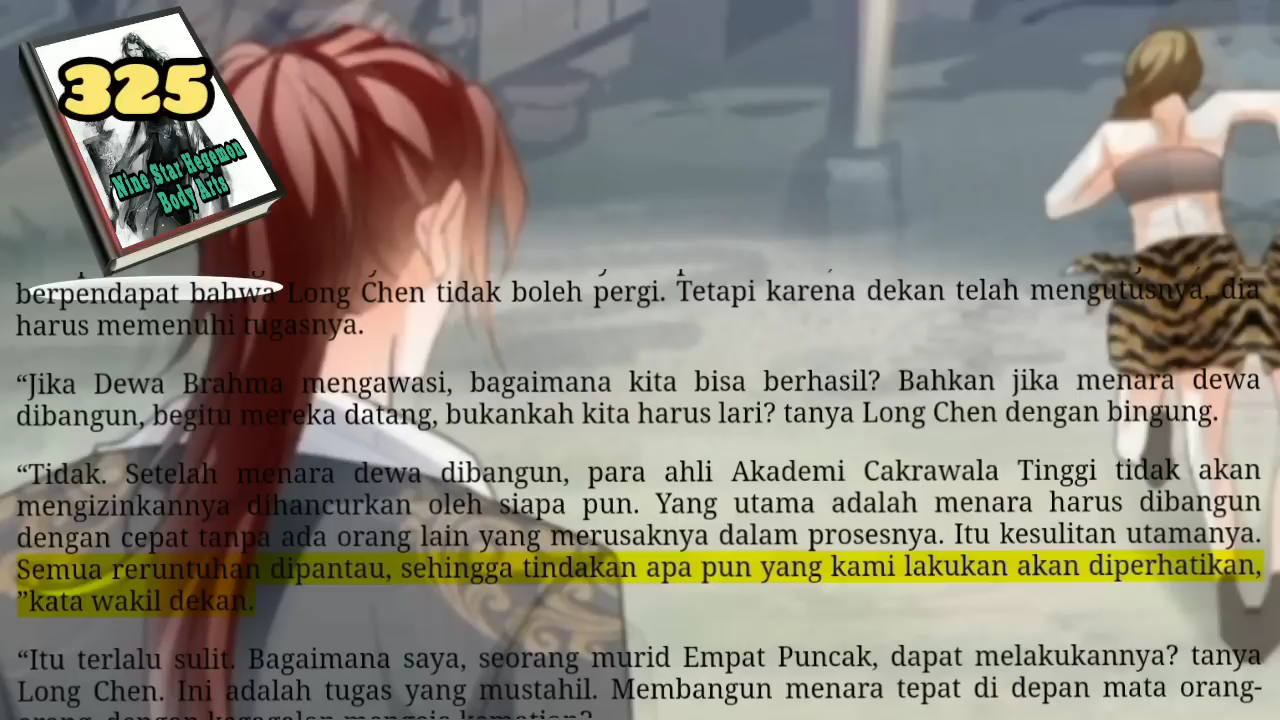 325
Nine Star Hegemon
Body Arts
berpendapat bahwa Long Chen tidak boleh pergi. Tetapi karena dekan telah mengutusnya, dia
harus memenuhi tugasnya.
“Jika Dewa Brahma mengawasi, bagaimana kita bisa berhasil? Bahkan jika menara dewa
dibangun, begitu mereka datang, bukankah kita harus lari? tanya Long Chen dengan bingung.
“Tidak. Setelah menara dewa dibangun, para ahli Akademi Cakrawala Tinggi tidak akan
mengizinkannya dihancurkan oleh siapa pun. Yang utama adalah menara harus dibangun
dengan cepat tanpa ada orang lain yang merusaknya dalam prosesnya. Itu kesulitan utamanya.
Semua reruntuhan dipantau, sehingga tindakan apa pun yang kami lakukan akan diperhatikan,
”kata wakil dekan.
“Itu terlalu sulit. Bagaimana saya, seorang murid Empat Puncak, dapat melakukannya? tanya
Long Chen. Ini adalah tugas yang mustahil. Membangun menara tepat di depan mata orang-